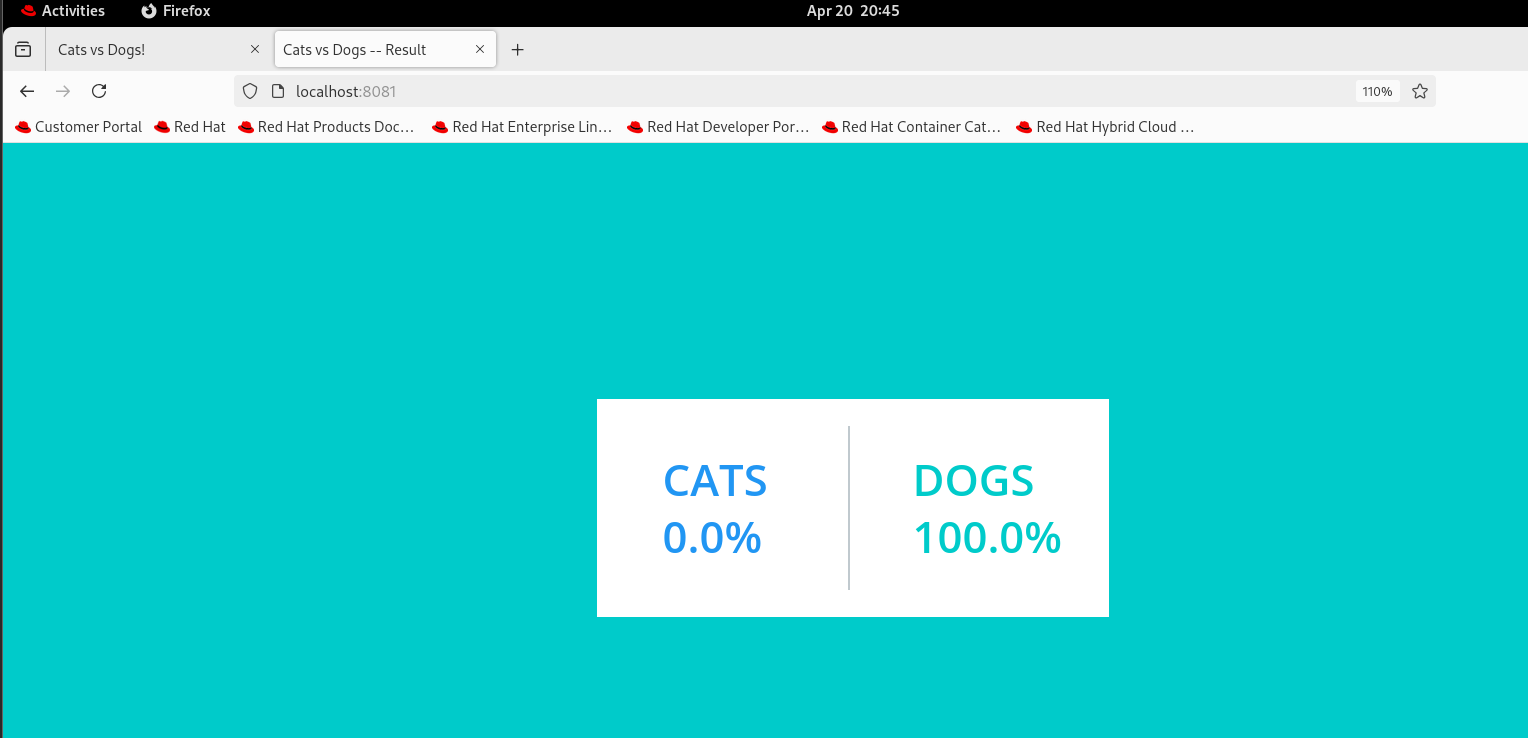 Activities Firefox Apr 20 20:45
Cats vs Dogs! Cats vs Dogs -- Result
localhost:8081 110%
Customer Portal Red Hat Red Hat Products Doc… Red Hat Enterprise Lin… Red Hat Developer Por… Red Hat Container Cat… Red Hat Hybrid Cloud …
CATS DOGS
0.0% 100.0%